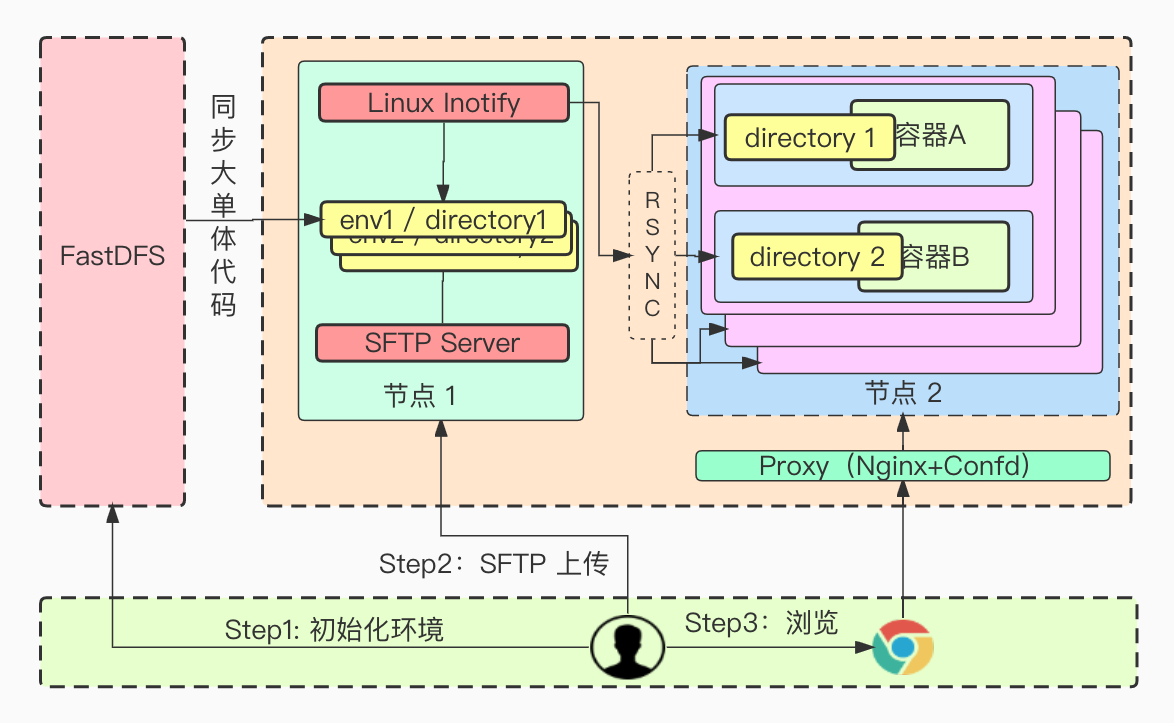 FastDFS
同步大单体代码
Linux Inotify
env1 / directory1
env2 / directory2
SFTP Server
节点 1
RSYNC
directory 1
容器A
directory 2
容器B
节点 2
Proxy（Nginx+Confd）
Step2：SFTP 上传
Step1: 初始化环境
Step3：浏览